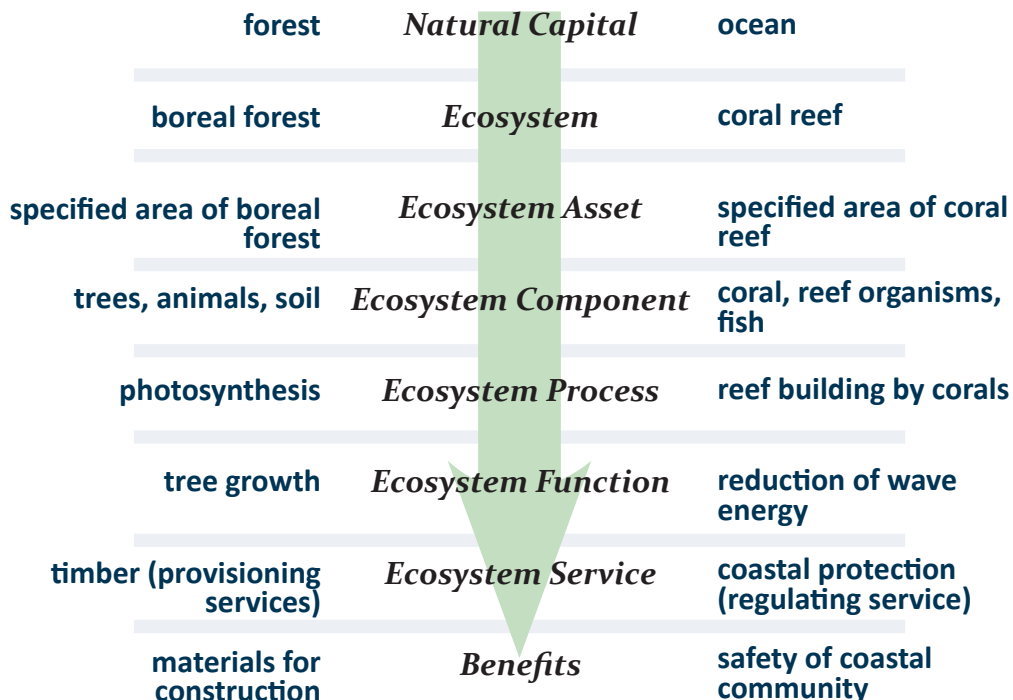 forest Natural Capital ocean
boreal forest Ecosystem coral reef
specified area of boreal Ecosystem Asset specified area of coral
forest reef
trees, animals, soil Ecosystem Component coral, reef organisms,
fish
photosynthesis Ecosystem Process reef building by corals
tree growth Ecosystem Function reduction of wave
energy
timber (provisioning Ecosystem Service coastal protection
services) (regulating service)
materials for Benefits safety of coastal
construction community